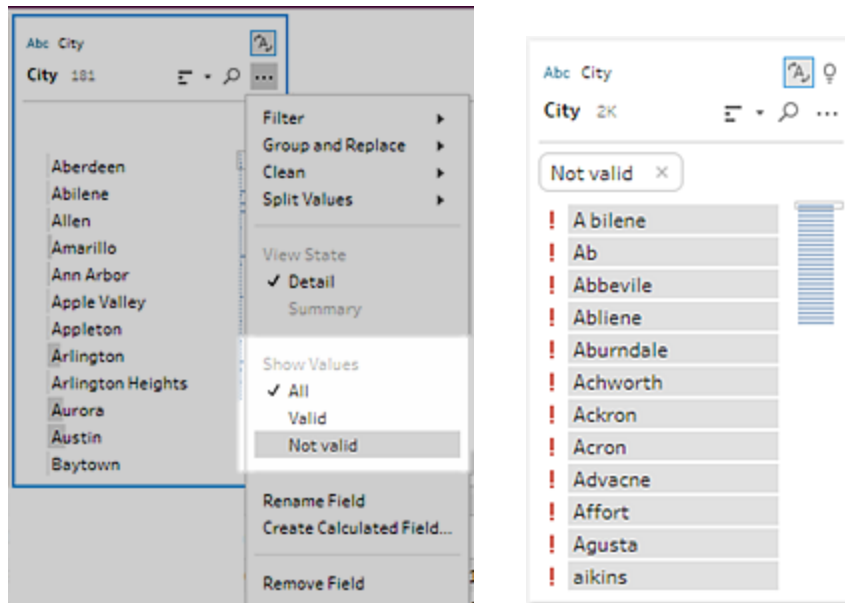 Abc City
City 181
Aberdeen
Abilene
Allen
Amarillo
Ann Arbor
Apple Valley
Appleton
Arlington
Arlington Heights
Aurora
Austin
Baytown
Filter
Group and Replace
Clean
Split Values
View State
✓ Detail
Summary
Show Values
✓ All
Valid
Not valid
Rename Field
Create Calculated Field...
Remove Field
Abc City
City 2K
Not valid ×
! A bilene
! Ab
! Abbevile
! Abliene
! Aburndale
! Achworth
! Ackron
! Acron
! Advacne
! Affort
! Agusta
! aikins